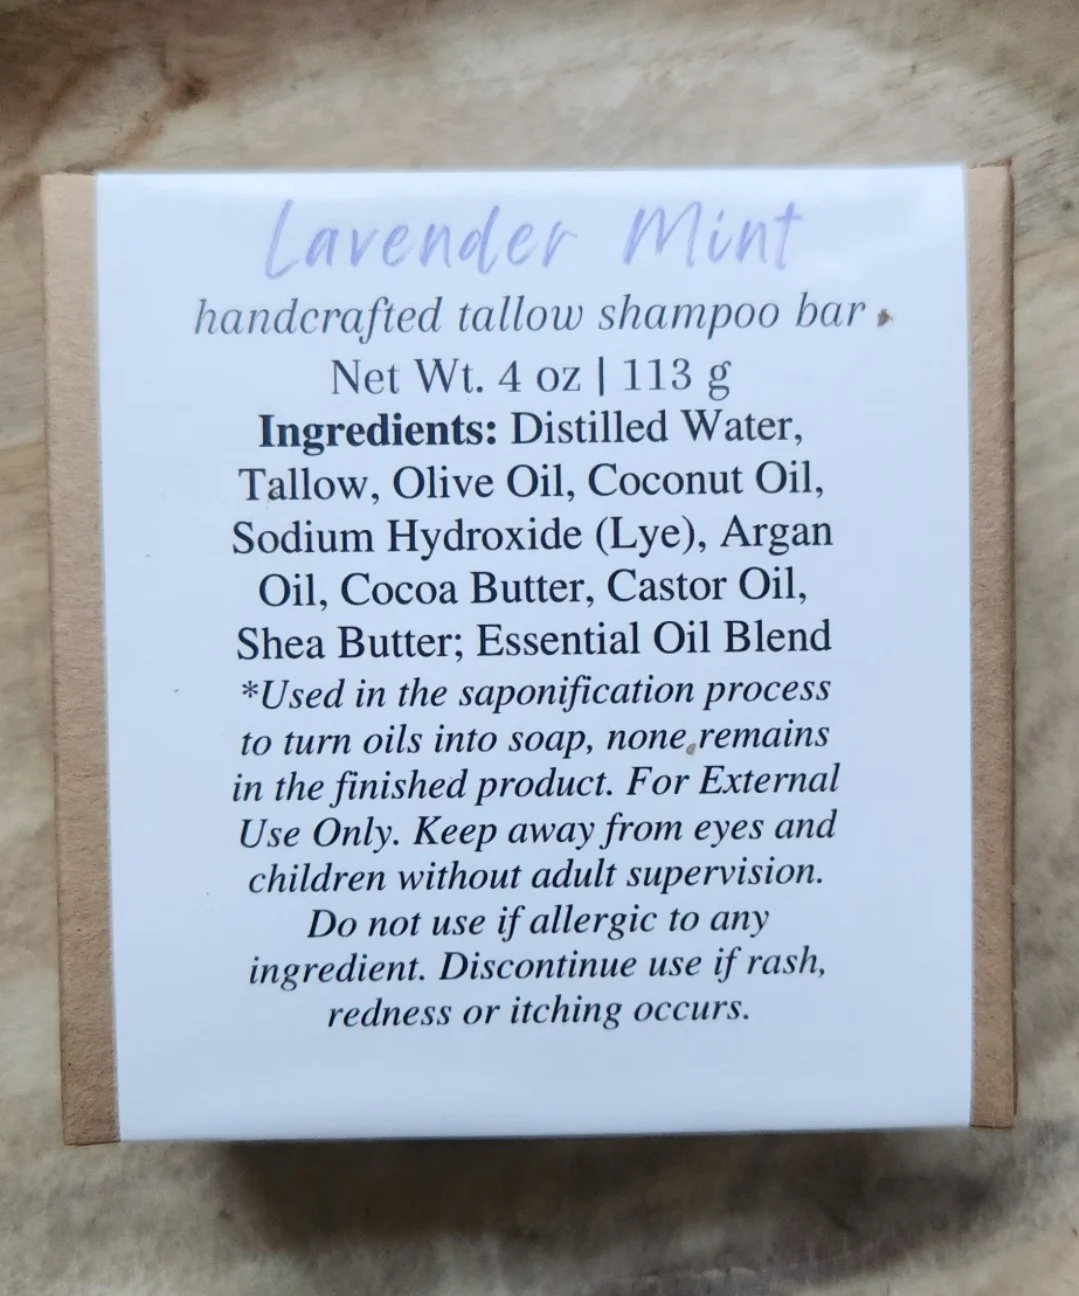 Lavender Mint
handcrafted tallow shampoo bar
Net Wt. 4 oz | 113 g
Ingredients: Distilled Water,
Tallow, Olive Oil, Coconut Oil,
Sodium Hydroxide (Lye), Argan
Oil, Cocoa Butter, Castor Oil,
Shea Butter; Essential Oil Blend
*Used in the saponification process
to turn oils into soap, none remains
in the finished product. For External
Use Only. Keep away from eyes and
children without adult supervision.
Do not use if allergic to any
ingredient. Discontinue use if rash,
redness or itching occurs.